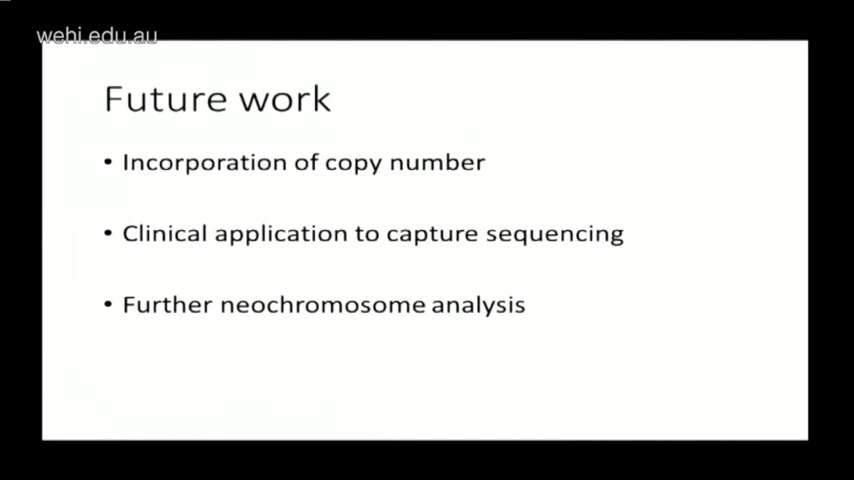 wehi.edu.au
Future work
• Incorporation of copy number
• Clinical application to capture sequencing
• Further neochromosome analysis